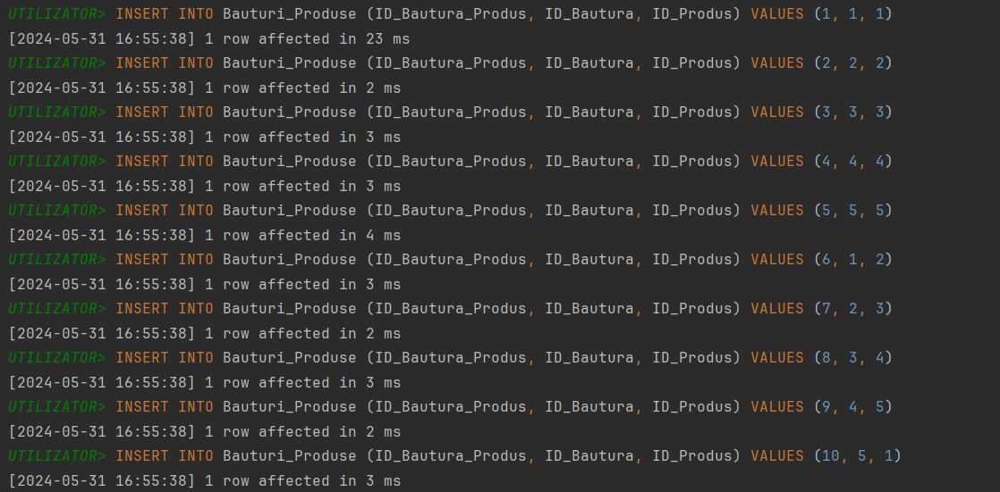 UTILIZATOR> INSERT INTO Bauturi_Produse (ID_Bautura_Produs, ID_Bautura, ID_Produs) VALUES (1, 1, 1)
[2024-05-31 16:55:38] 1 row affected in 23 ms
UTILIZATOR> INSERT INTO Bauturi_Produse (ID_Bautura_Produs, ID_Bautura, ID_Produs) VALUES (2, 2, 2)
[2024-05-31 16:55:38] 1 row affected in 2 ms
UTILIZATOR> INSERT INTO Bauturi_Produse (ID_Bautura_Produs, ID_Bautura, ID_Produs) VALUES (3, 3, 3)
[2024-05-31 16:55:38] 1 row affected in 3 ms
UTILIZATOR> INSERT INTO Bauturi_Produse (ID_Bautura_Produs, ID_Bautura, ID_Produs) VALUES (4, 4, 4)
[2024-05-31 16:55:38] 1 row affected in 3 ms
UTILIZATOR> INSERT INTO Bauturi_Produse (ID_Bautura_Produs, ID_Bautura, ID_Produs) VALUES (5, 5, 5)
[2024-05-31 16:55:38] 1 row affected in 4 ms
UTILIZATOR> INSERT INTO Bauturi_Produse (ID_Bautura_Produs, ID_Bautura, ID_Produs) VALUES (6, 1, 2)
[2024-05-31 16:55:38] 1 row affected in 3 ms
UTILIZATOR> INSERT INTO Bauturi_Produse (ID_Bautura_Produs, ID_Bautura, ID_Produs) VALUES (7, 2, 3)
[2024-05-31 16:55:38] 1 row affected in 2 ms
UTILIZATOR> INSERT INTO Bauturi_Produse (ID_Bautura_Produs, ID_Bautura, ID_Produs) VALUES (8, 3, 4)
[2024-05-31 16:55:38] 1 row affected in 3 ms
UTILIZATOR> INSERT INTO Bauturi_Produse (ID_Bautura_Produs, ID_Bautura, ID_Produs) VALUES (9, 4, 5)
[2024-05-31 16:55:38] 1 row affected in 2 ms
UTILIZATOR> INSERT INTO Bauturi_Produse (ID_Bautura_Produs, ID_Bautura, ID_Produs) VALUES (10, 5, 1)
[2024-05-31 16:55:38] 1 row affected in 3 ms